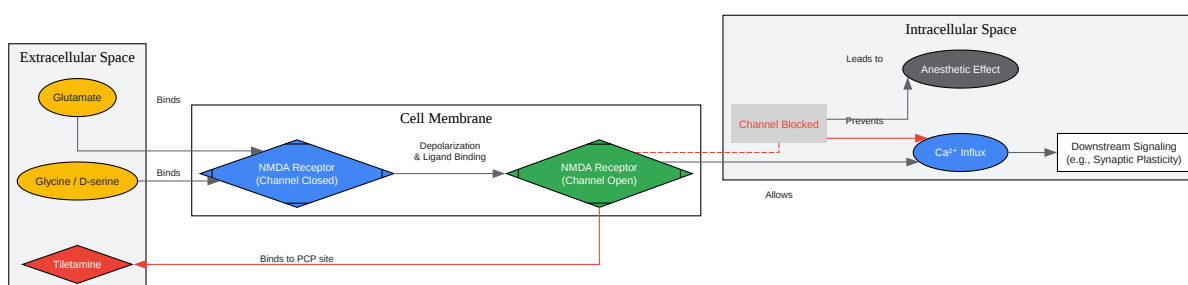 Extracellular Space
Glutamate
Glycine / D-serine
Tiletamine
Binds
Binds
Binds to PCP site
Cell Membrane
NMDA Receptor
(Channel Closed)
Depolarization
& Ligand Binding
NMDA Receptor
(Channel Open)
Intracellular Space
Channel Blocked
Leads to
Prevents
Allows
Anesthetic Effect
Ca²⁺ Influx
Downstream Signaling
(e.g., Synaptic Plasticity)